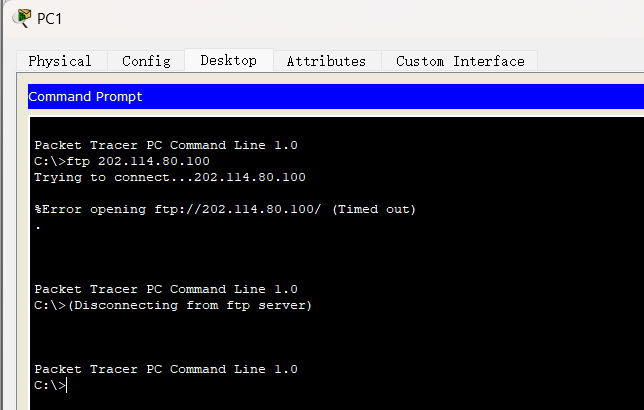 PC1
Physical Config Desktop Attributes Custom Interface
Command Prompt
Packet Tracer PC Command Line 1.0
C:\>ftp 202.114.80.100
Trying to connect...202.114.80.100
%Error opening ftp://202.114.80.100/ (Timed out)
.
Packet Tracer PC Command Line 1.0
C:\>(Disconnecting from ftp server)
Packet Tracer PC Command Line 1.0
C:\>